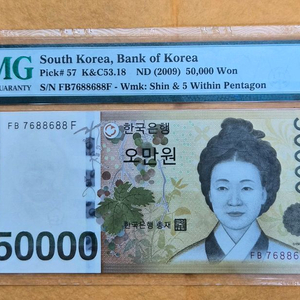 MG
GUARANTY
South Korea, Bank of Korea
Pick# 57 K&C53.18 ND (2009) 50,000 Won
S/N FB7688688F - Wmk: Shin & 5 Within Pentagon
FB 7688688 F
한국은행
오만원
한국은행 총재
50000
FB 768868